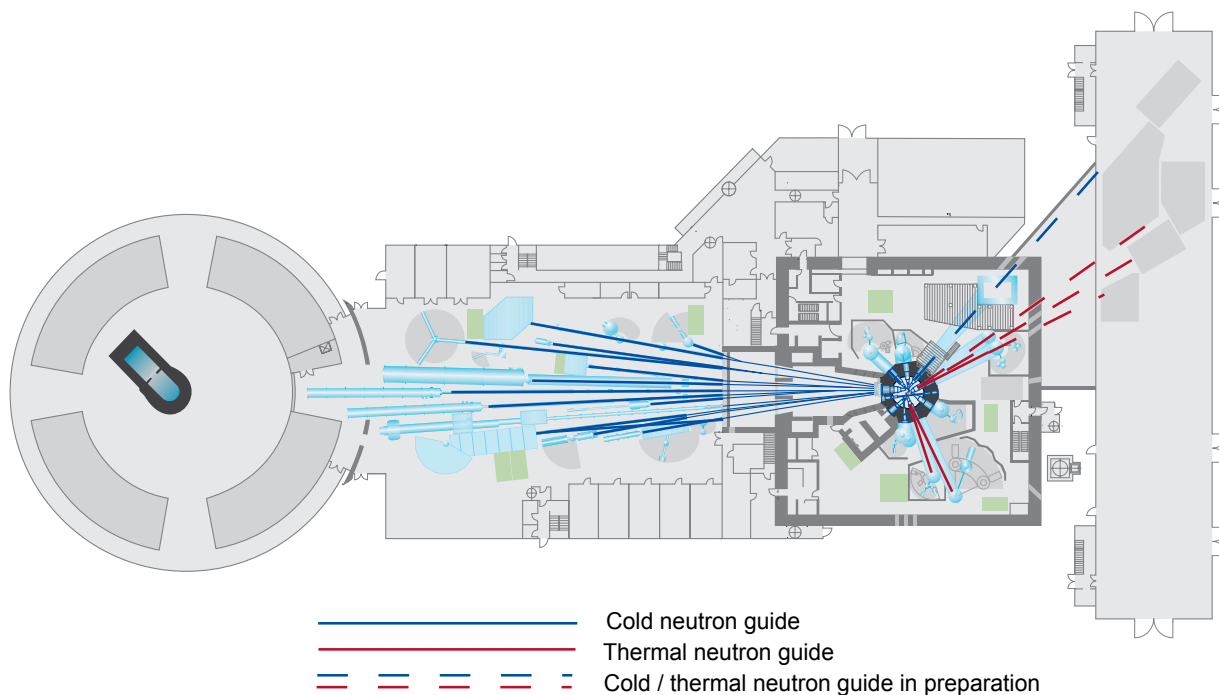 Cold neutron guide
Thermal neutron guide
Cold / thermal neutron guide in preparation